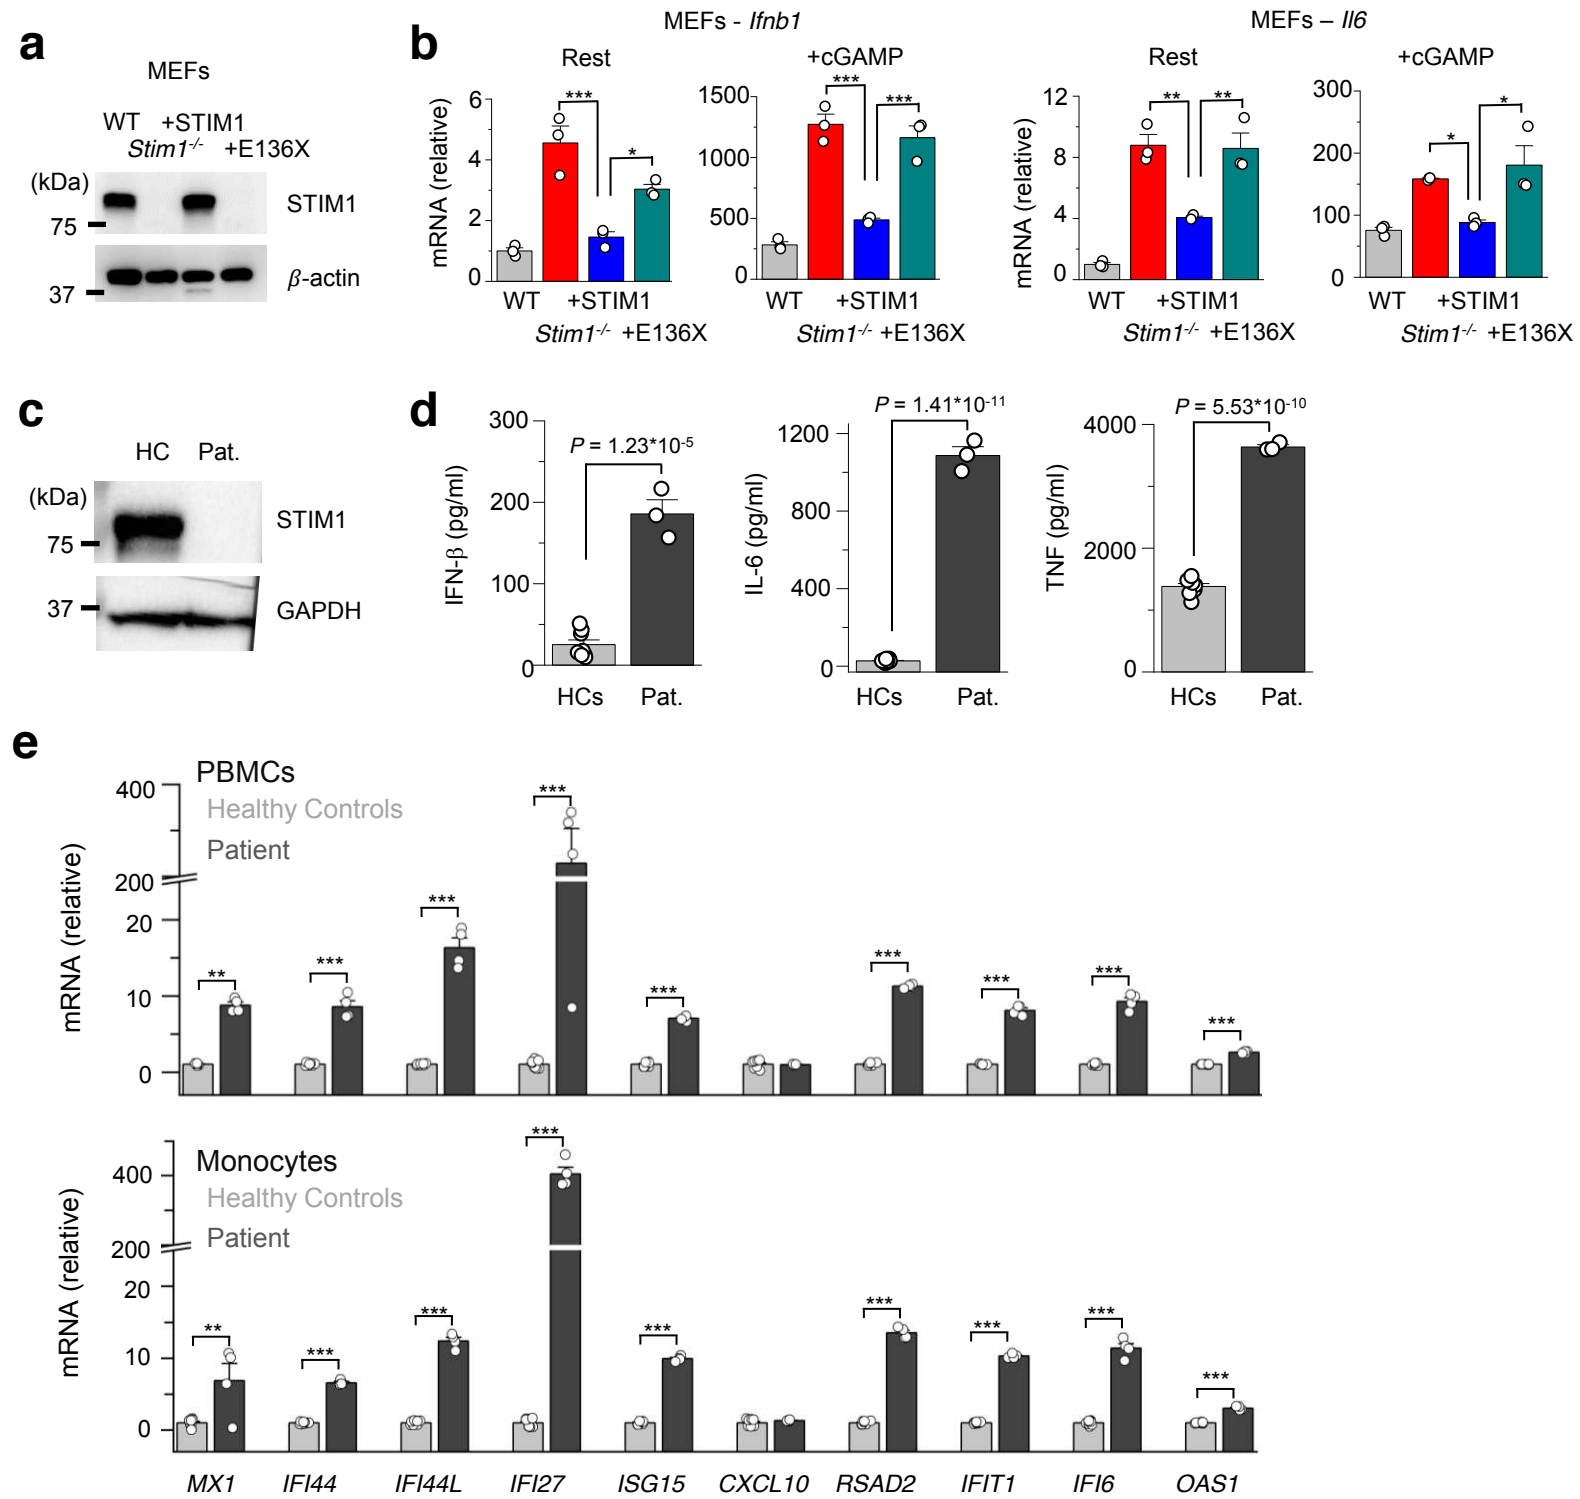 a
MEFs
WT +STIM1
Stim1-/- +E136X
(kDa)
STIM1
75
β-actin
37
b
MEFs - Ifnb1
Rest
+cGAMP
mRNA (relative)
6
4
2
0
***
*
WT +STIM1
Stim1-/- +E136X
1500
1000
500
0
***
***
WT +STIM1
Stim1-/- +E136X
MEFs – Il6
Rest
+cGAMP
mRNA (relative)
12
8
4
0
**
**
WT +STIM1
Stim1-/- +E136X
300
200
100
0
*
*
WT +STIM1
Stim1-/- +E136X
c
HC Pat.
(kDa)
STIM1
75
37
GAPDH
d
IFN-β (pg/ml)
300
200
100
0
P = 1.23*10-5
HCs Pat.
IL-6 (pg/ml)
1200
800
400
0
P = 1.41*10-11
HCs Pat.
TNF (pg/ml)
4000
2000
0
P = 5.53*10-10
HCs Pat.
e
PBMCs
Healthy Controls
Patient
mRNA (relative)
400
200
20
10
0
** *** *** *** *** *** *** *** ***
Monocytes
Healthy Controls
Patient
mRNA (relative)
400
200
20
10
0
** *** *** *** *** *** *** *** ***
MX1 IFI44 IFI44L IFI27 ISG15 CXCL10 RSAD2 IFIT1 IFI6 OAS1